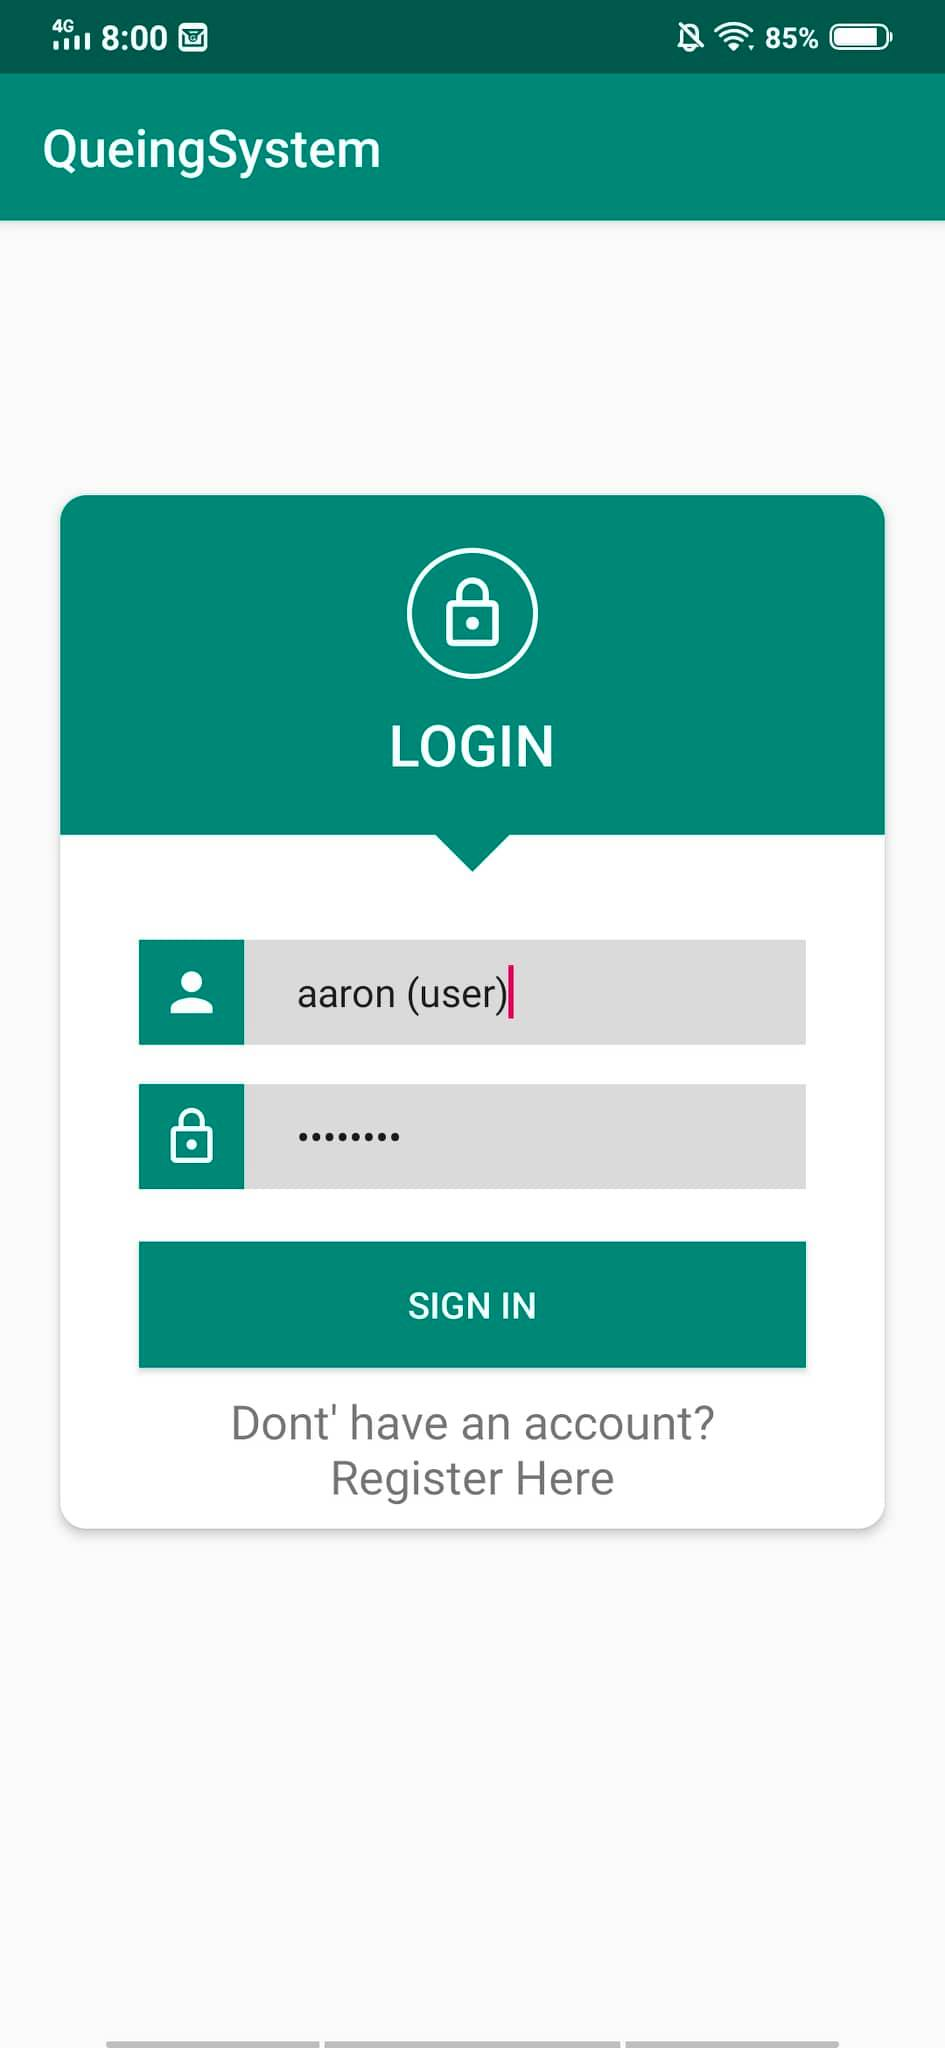 4G 8:00 85%
QueingSystem
LOGIN
aaron (user)
••••••••
SIGN IN
Dont' have an account?
Register Here